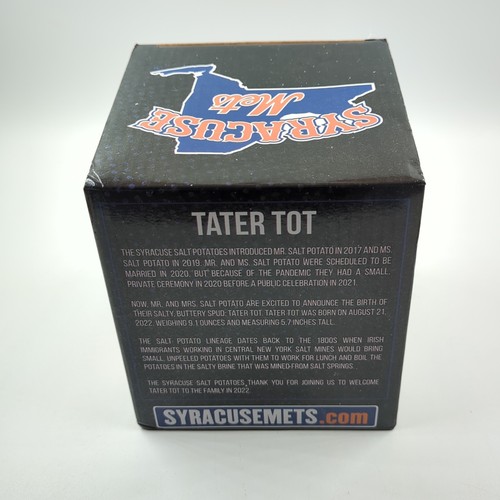 SYRACUSE
Mets
TATER TOT
THE SYRACUSE SALT POTATOES INTRODUCED MR. SALT POTATO IN 2017 AND MS.
SALT POTATO IN 2019. MR. AND MS. SALT POTATO WERE SCHEDULED TO BE
MARRIED IN 2020, BUT BECAUSE OF THE PANDEMIC THEY HAD A SMALL,
PRIVATE CEREMONY IN 2020 BEFORE A PUBLIC CELEBRATION IN 2021.
NOW, MR. AND MRS. SALT POTATO ARE EXCITED TO ANNOUNCE THE BIRTH OF
THEIR SALTY, BUTTERY SPUD: TATER TOT. TATER TOT WAS BORN ON AUGUST 21,
2022, WEIGHING 9.1 OUNCES AND MEASURING 5.7 INCHES TALL.
THE SALT POTATO LINEAGE DATES BACK TO THE 1800S WHEN IRISH
IMMIGRANTS WORKING IN CENTRAL NEW YORK SALT MINES WOULD BRING
SMALL, UNPEELED POTATOES WITH THEM TO WORK FOR LUNCH AND BOIL THE
POTATOES IN THE SALTY BRINE THAT WAS MINED FROM SALT SPRINGS.
THE SYRACUSE SALT POTATOES THANK YOU FOR JOINING US TO WELCOME
TATER TOT TO THE FAMILY IN 2022.
SYRACUSEMETS.com